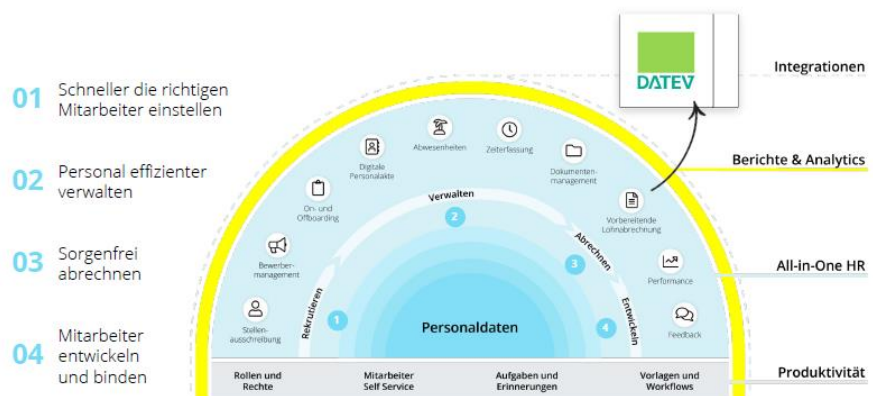 01
Schneller die richtigen
Mitarbeiter einstellen
02
Personal effizienter
verwalten
03
Sorgenfrei
abrechnen
04
Mitarbeiter
entwickeln
und binden
DATEV
Integrationen
Berichte & Analytics
All-in-One HR
Produktivität
Stellen-
ausschreibung
Bewerber-
management
On- und
Offboarding
Digitale
Personalakte
Abwesenheiten
Zeiterfassung
Dokumenten-
management
Vorbereitende
Lohnabrechnung
Performance
Feedback
Rekrutieren
Verwalten
Abrechnen
Entwickeln
1
2
3
4
Personaldaten
Rollen und
Rechte
Mitarbeiter
Self Service
Aufgaben und
Erinnerungen
Vorlagen und
Workflows